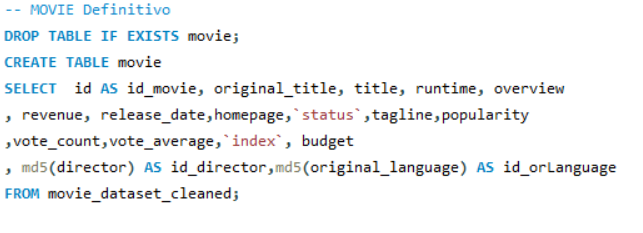 -- MOVIE Definitivo
DROP TABLE IF EXISTS movie;
CREATE TABLE movie
SELECT  id AS id_movie, original_title, title, runtime, overview
, revenue, release_date,homepage,`status`,tagline,popularity
,vote_count,vote_average,`index`, budget
, md5(director) AS id_director,md5(original_language) AS id_orLanguage
FROM movie_dataset_cleaned;